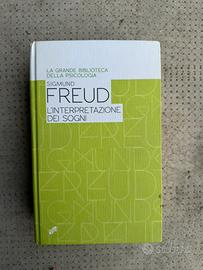 LA GRANDE BIBLIOTECA
DELLA PSICOLOGIA
SIGMUND
FREUD
L'INTERPRETAZIONE
DEI SOGNI